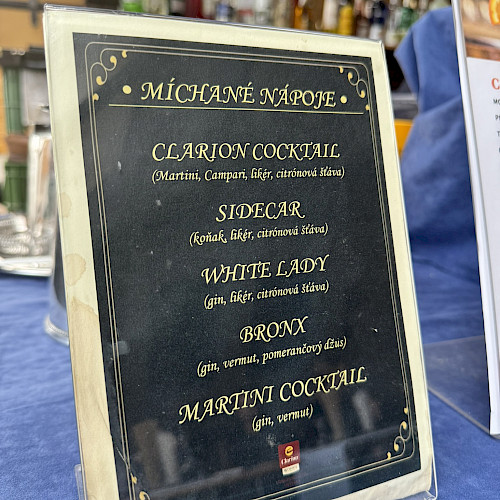 • MÍCHANÉ NÁPOJE •
CLARION COCKTAIL
(Martini, Campari, likér, citrónová šťáva)
SIDECAR
(koňak, likér, citrónová šťáva)
WHITE LADY
(gin, likér, citrónová šťáva)
BRONX
(gin, vermut, pomerančový džus)
MARTINI COCKTAIL
(gin, vermut)
Clarion